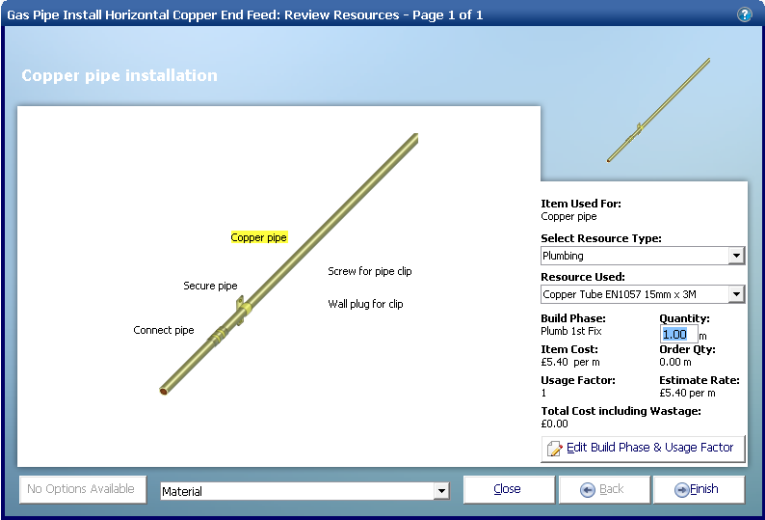 Gas Pipe Install Horizontal Copper End Feed: Review Resources - Page 1 of 1
?
Copper pipe installation
Copper pipe
Secure pipe
Screw for pipe clip
Wall plug for clip
Connect pipe
Item Used For:
Copper pipe
Select Resource Type:
Plumbing
Resource Used:
Copper Tube EN1057 15mm x 3M
Build Phase: Quantity:
Plumb 1st Fix 1.00 m
Item Cost: Order Qty:
£5.40 per m 0.00 m
Usage Factor: Estimate Rate:
1 £5.40 per m
Total Cost including Wastage:
£0.00
Edit Build Phase & Usage Factor
No Options Available Material Close Back Finish